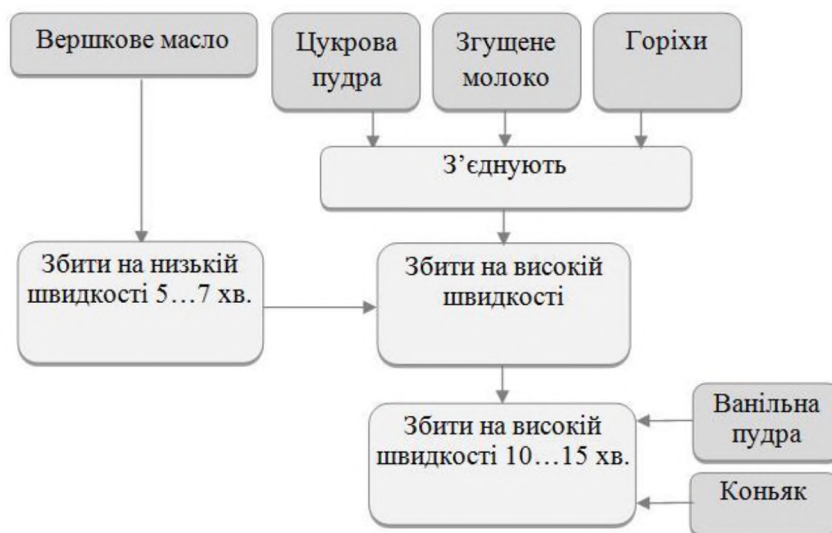 Вершкове масло
Цукрова
пудра
Згущене
молоко
Горіхи
З’єднують
Збити на низькій
швидкості 5…7 хв.
Збити на високій
швидкості
Збити на високій
швидкості 10…15 хв.
Ванільна
пудра
Коньяк